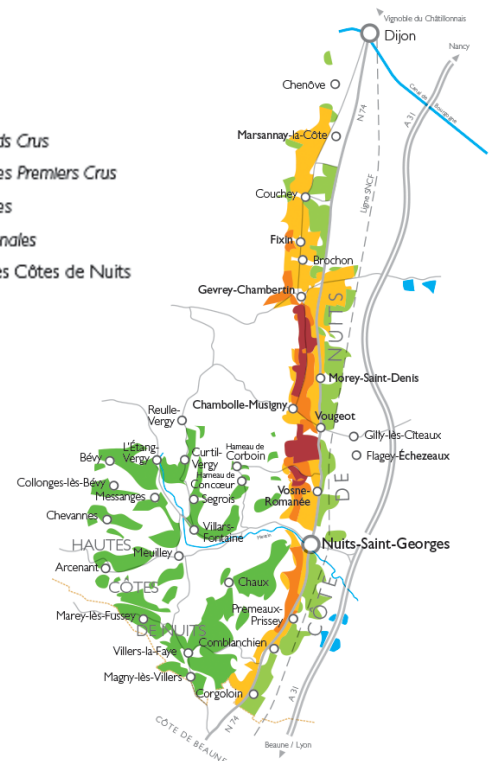 Vignoble du Châtillonnais
Dijon
Nancy
Chenôve
Canal de Bourgogne
N 74
A 31
Marsannay-la-Côte
ds Crus
es Premiers Crus
Ligne SNCF
Couchey
es
nales
Fixin
Brochon
es Côtes de Nuits
Gevrey-Chambertin
CÔTE DE NUITS
Morey-Saint-Denis
Chambolle-Musigny
Reulle-
Vergy
Vougeot
Gilly-lès-Cîteaux
L'Étang-
Vergy
Curtil-
Vergy
Hameau de
Corboin
Bévy
Flagey-Échezeaux
Hameau de
Concœur
Collonges-lès-Bévy
Messanges
Segrois
Vosne-
Romanée
Chevannes
Villars-
Fontaine
Nuits-Saint-Georges
HAUTES
CÔTES
DE NUITS
Meuilley
Arcenant
Chaux
Marey-lès-Fussey
Premeaux-
Prissey
Comblanchien
Villers-la-Faye
Magny-lès-Villers
Corgoloin
A 31
N 74
CÔTE DE BEAUNE
Beaune / Lyon